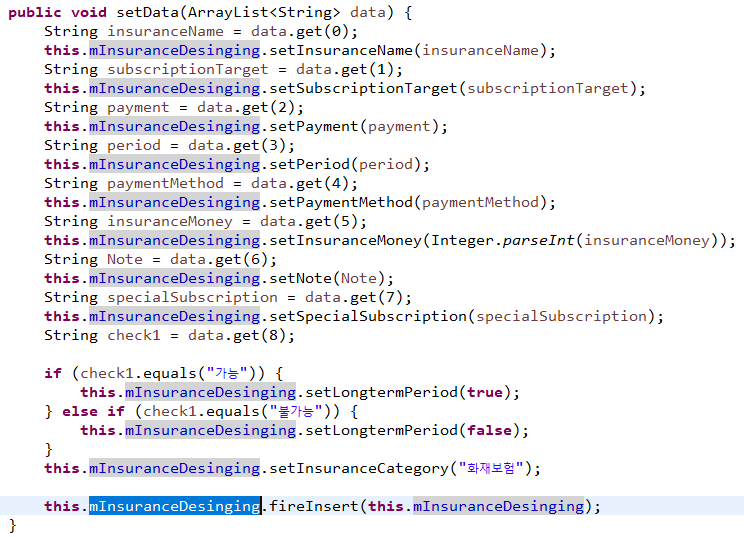 public void setData(ArrayList<String> data) {
    String insuranceName = data.get(0);
    this.mInsuranceDesinging.setInsuranceName(insuranceName);
    String subscriptionTarget = data.get(1);
    this.mInsuranceDesinging.setSubscriptionTarget(subscriptionTarget);
    String payment = data.get(2);
    this.mInsuranceDesinging.setPayment(payment);
    String period = data.get(3);
    this.mInsuranceDesinging.setPeriod(period);
    String paymentMethod = data.get(4);
    this.mInsuranceDesinging.setPaymentMethod(paymentMethod);
    String insuranceMoney = data.get(5);
    this.mInsuranceDesinging.setInsuranceMoney(Integer.parseInt(insuranceMoney));
    String Note = data.get(6);
    this.mInsuranceDesinging.setNote(Note);
    String specialSubscription = data.get(7);
    this.mInsuranceDesinging.setSpecialSubscription(specialSubscription);
    String check1 = data.get(8);

    if (check1.equals("가능")) {
        this.mInsuranceDesinging.setLongtermPeriod(true);
    } else if (check1.equals("불가능")) {
        this.mInsuranceDesinging.setLongtermPeriod(false);
    }
    this.mInsuranceDesinging.setInsuranceCategory("화재보험");

    this.mInsuranceDesinging.fireInsert(this.mInsuranceDesinging);
}